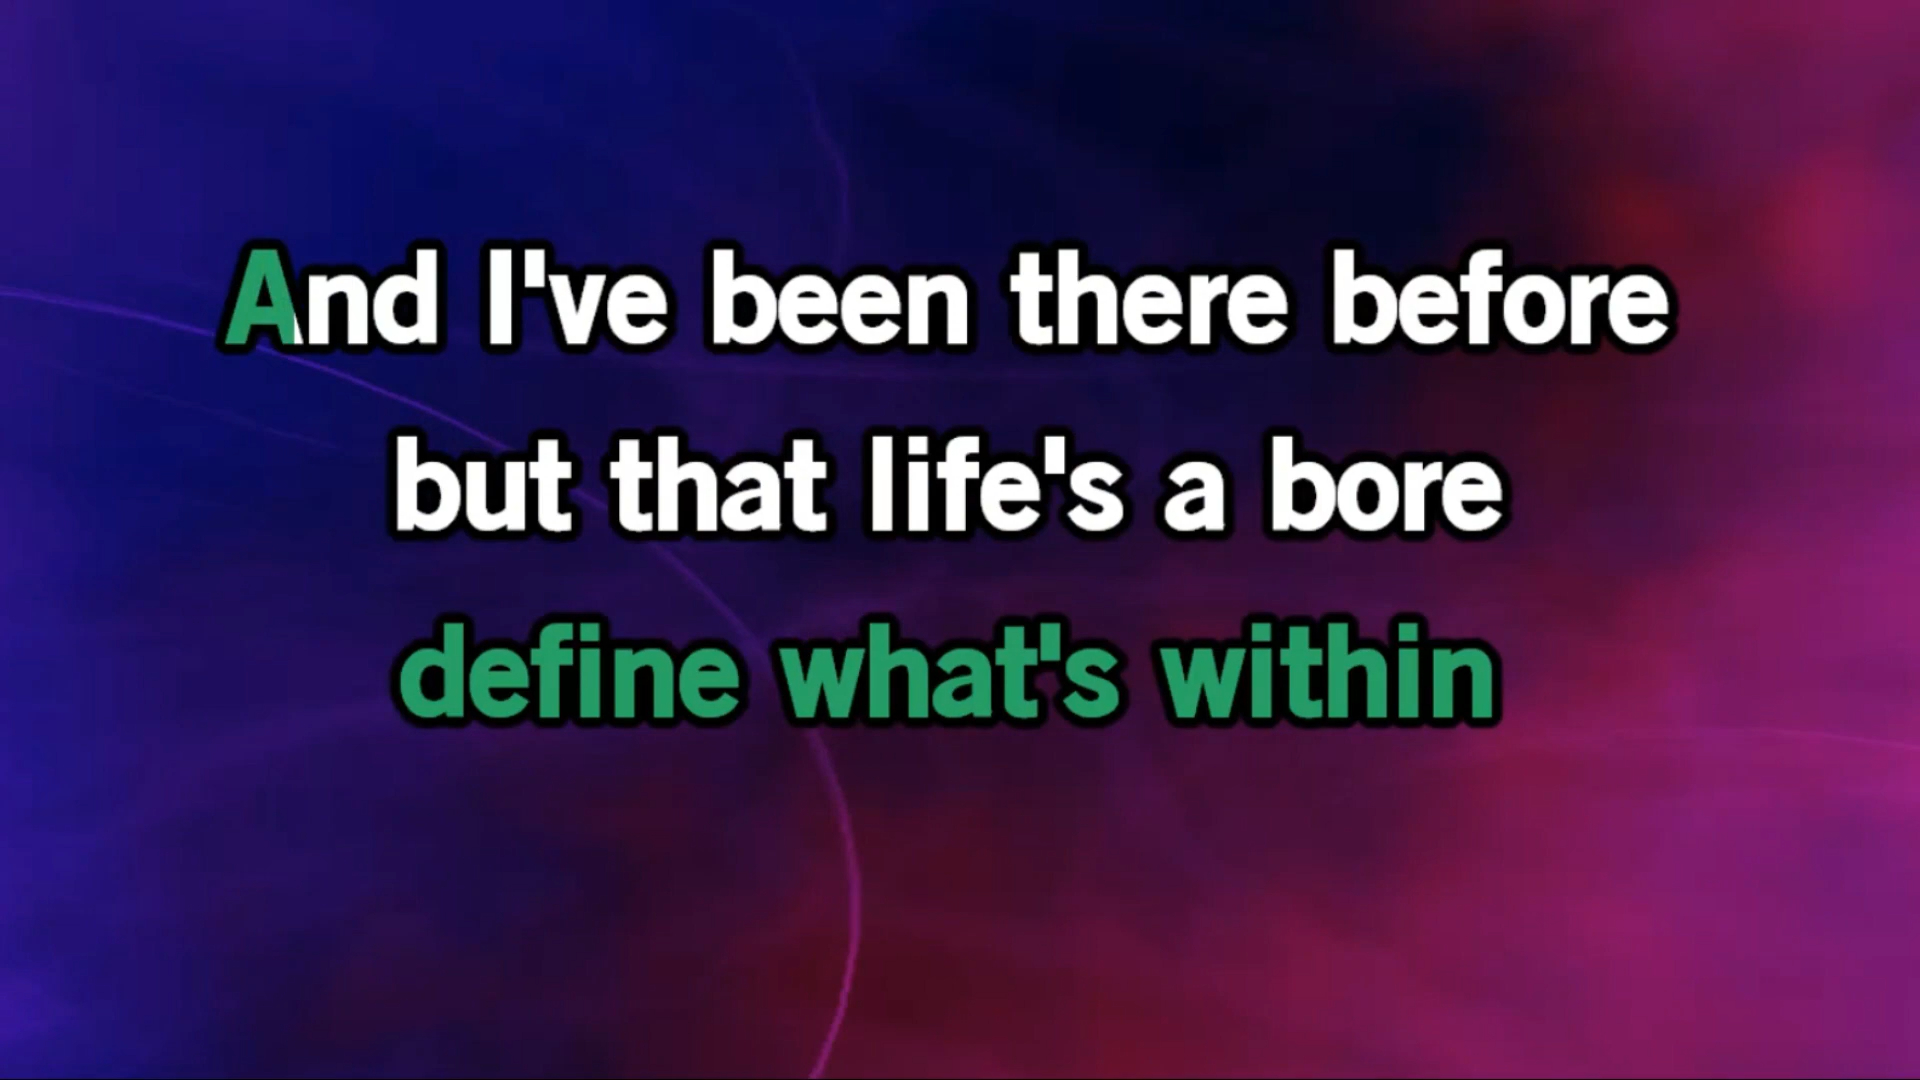 And I've been there before
but that life's a bore
define what's within